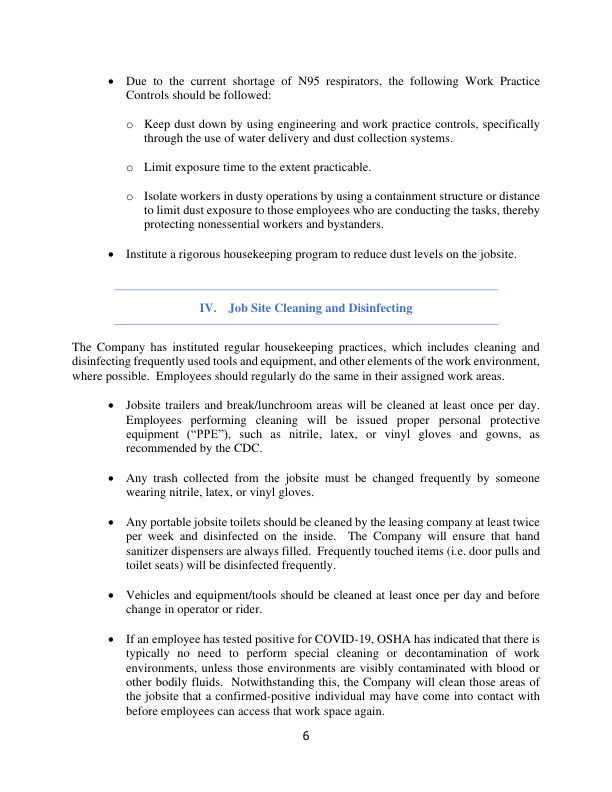 • Due to the current shortage of N95 respirators, the following Work Practice
Controls should be followed:
o Keep dust down by using engineering and work practice controls, specifically
through the use of water delivery and dust collection systems.
o Limit exposure time to the extent practicable.
o Isolate workers in dusty operations by using a containment structure or distance
to limit dust exposure to those employees who are conducting the tasks, thereby
protecting nonessential workers and bystanders.
• Institute a rigorous housekeeping program to reduce dust levels on the jobsite.
IV. Job Site Cleaning and Disinfecting
The Company has instituted regular housekeeping practices, which includes cleaning and
disinfecting frequently used tools and equipment, and other elements of the work environment,
where possible. Employees should regularly do the same in their assigned work areas.
• Jobsite trailers and break/lunchroom areas will be cleaned at least once per day.
Employees performing cleaning will be issued proper personal protective
equipment (“PPE”), such as nitrile, latex, or vinyl gloves and gowns, as
recommended by the CDC.
• Any trash collected from the jobsite must be changed frequently by someone
wearing nitrile, latex, or vinyl gloves.
• Any portable jobsite toilets should be cleaned by the leasing company at least twice
per week and disinfected on the inside. The Company will ensure that hand
sanitizer dispensers are always filled. Frequently touched items (i.e. door pulls and
toilet seats) will be disinfected frequently.
• Vehicles and equipment/tools should be cleaned at least once per day and before
change in operator or rider.
• If an employee has tested positive for COVID-19, OSHA has indicated that there is
typically no need to perform special cleaning or decontamination of work
environments, unless those environments are visibly contaminated with blood or
other bodily fluids. Notwithstanding this, the Company will clean those areas of
the jobsite that a confirmed-positive individual may have come into contact with
before employees can access that work space again.
6